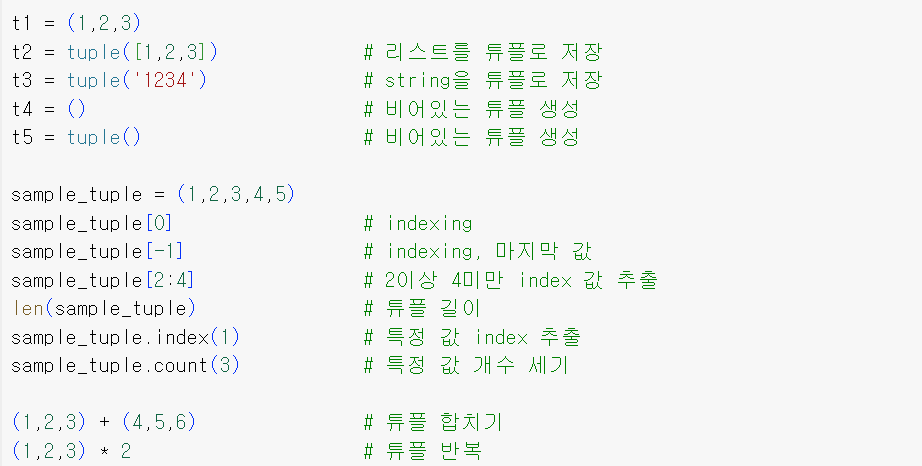 t1 = (1,2,3)
t2 = tuple([1,2,3]) # 리스트를 튜플로 저장
t3 = tuple('1234') # string을 튜플로 저장
t4 = () # 비어있는 튜플 생성
t5 = tuple() # 비어있는 튜플 생성
sample_tuple = (1,2,3,4,5)
sample_tuple[0] # indexing
sample_tuple[-1] # indexing, 마지막 값
sample_tuple[2:4] # 2이상 4미만 index 값 추출
len(sample_tuple) # 튜플 길이
sample_tuple.index(1) # 특정 값 index 추출
sample_tuple.count(3) # 특정 값 개수 세기
(1,2,3) + (4,5,6) # 튜플 합치기
(1,2,3) * 2 # 튜플 반복